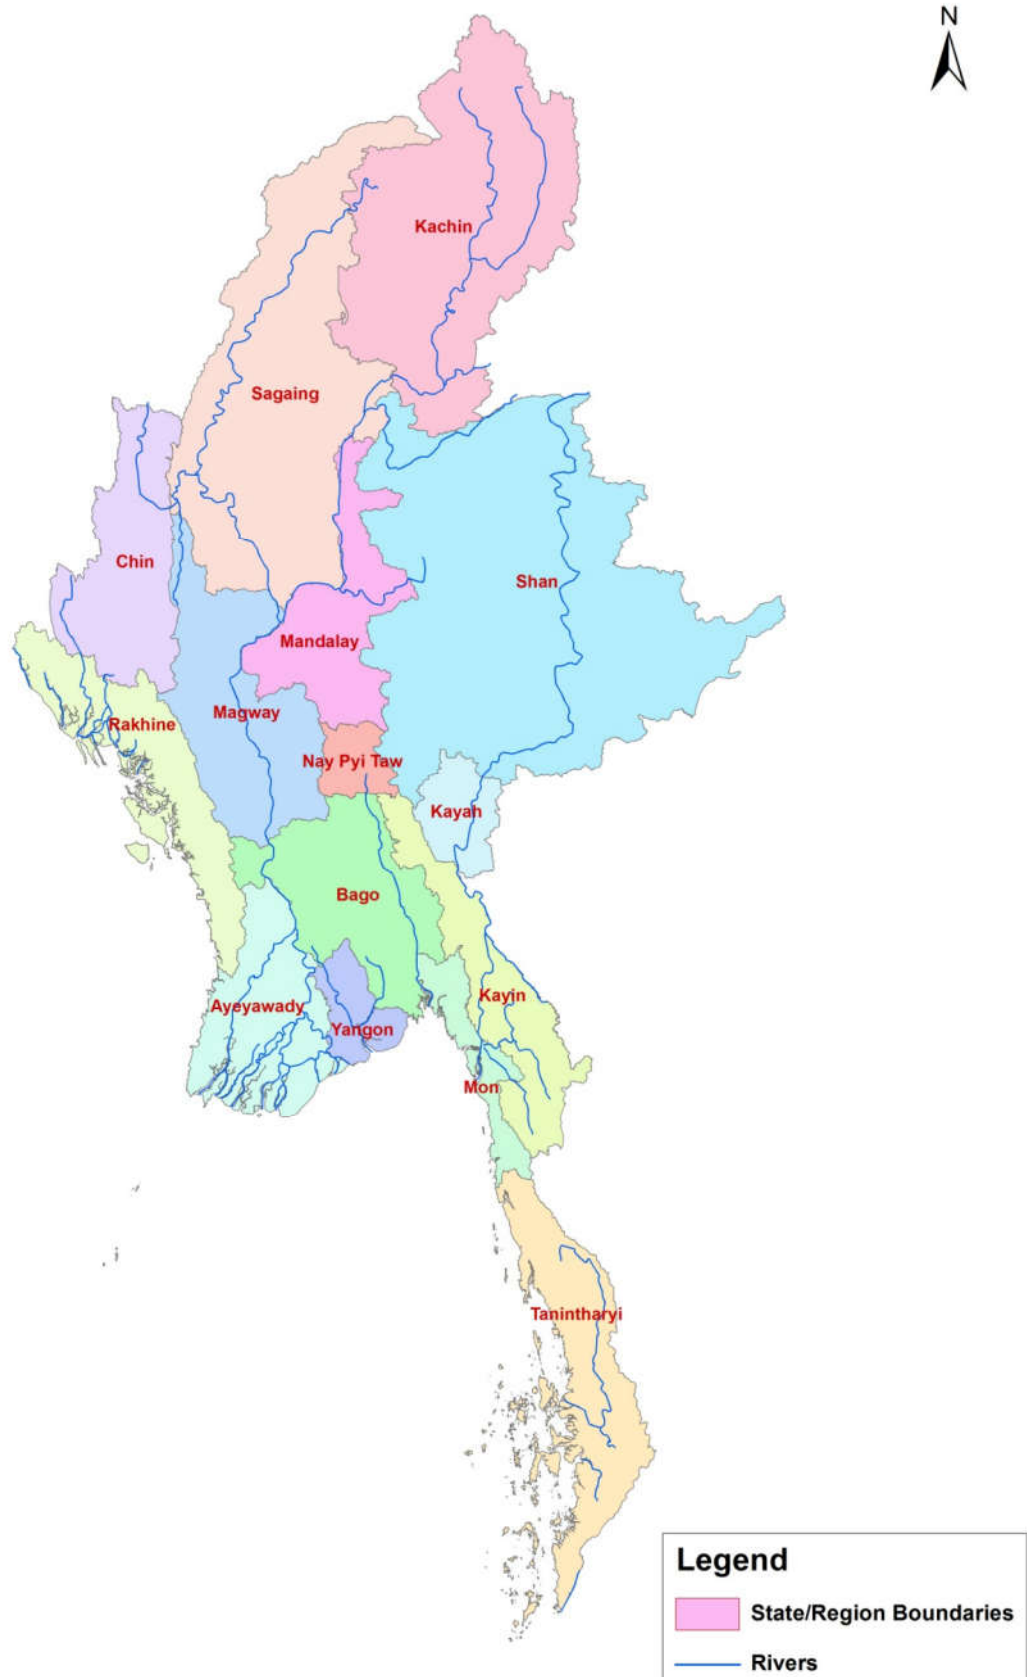 N
Kachin
Sagaing
Chin
Shan
Mandalay
Rakhine
Magway
Nay Pyi Taw
Kayah
Bago
Kayin
Ayeyawady
Yangon
Mon
Tanintharyi
Legend
State/Region Boundaries
Rivers